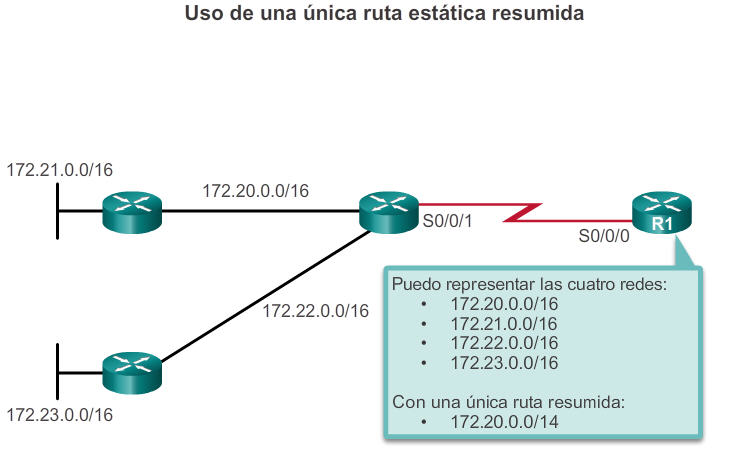 Uso de una única ruta estática resumida
172.21.0.0/16
172.20.0.0/16
S0/0/1
R1
S0/0/0
172.22.0.0/16
172.23.0.0/16
Puedo representar las cuatro redes:
• 172.20.0.0/16
• 172.21.0.0/16
• 172.22.0.0/16
• 172.23.0.0/16
Con una única ruta resumida:
• 172.20.0.0/14